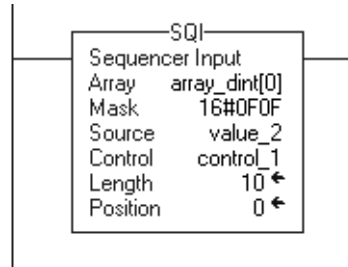 SQI
Sequencer Input
Array array_dint[0]
Mask 16#0F0F
Source value_2
Control control_1
Length 10
Position 0